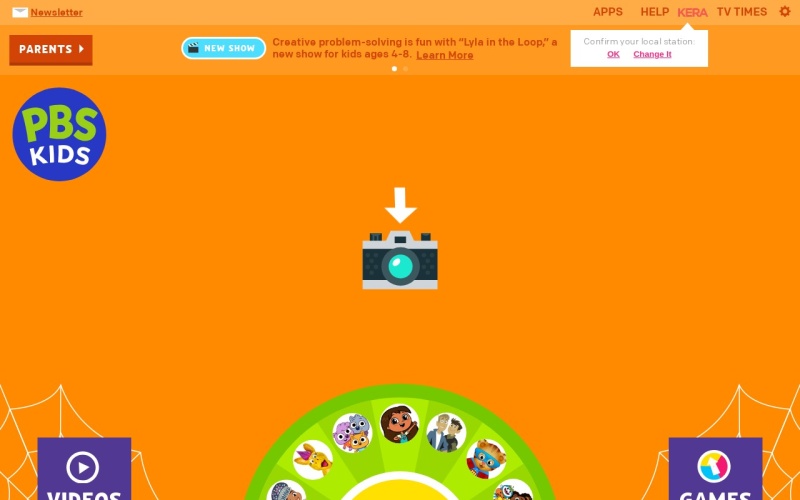 Newsletter
APPS HELP KERA TV TIMES
PARENTS
NEW SHOW
Creative problem-solving is fun with “Lyla in the Loop,” a
new show for kids ages 4-8. Learn More
Confirm your local station:
OK Change It
PBS
KIDS
VIDEOS
GAMES